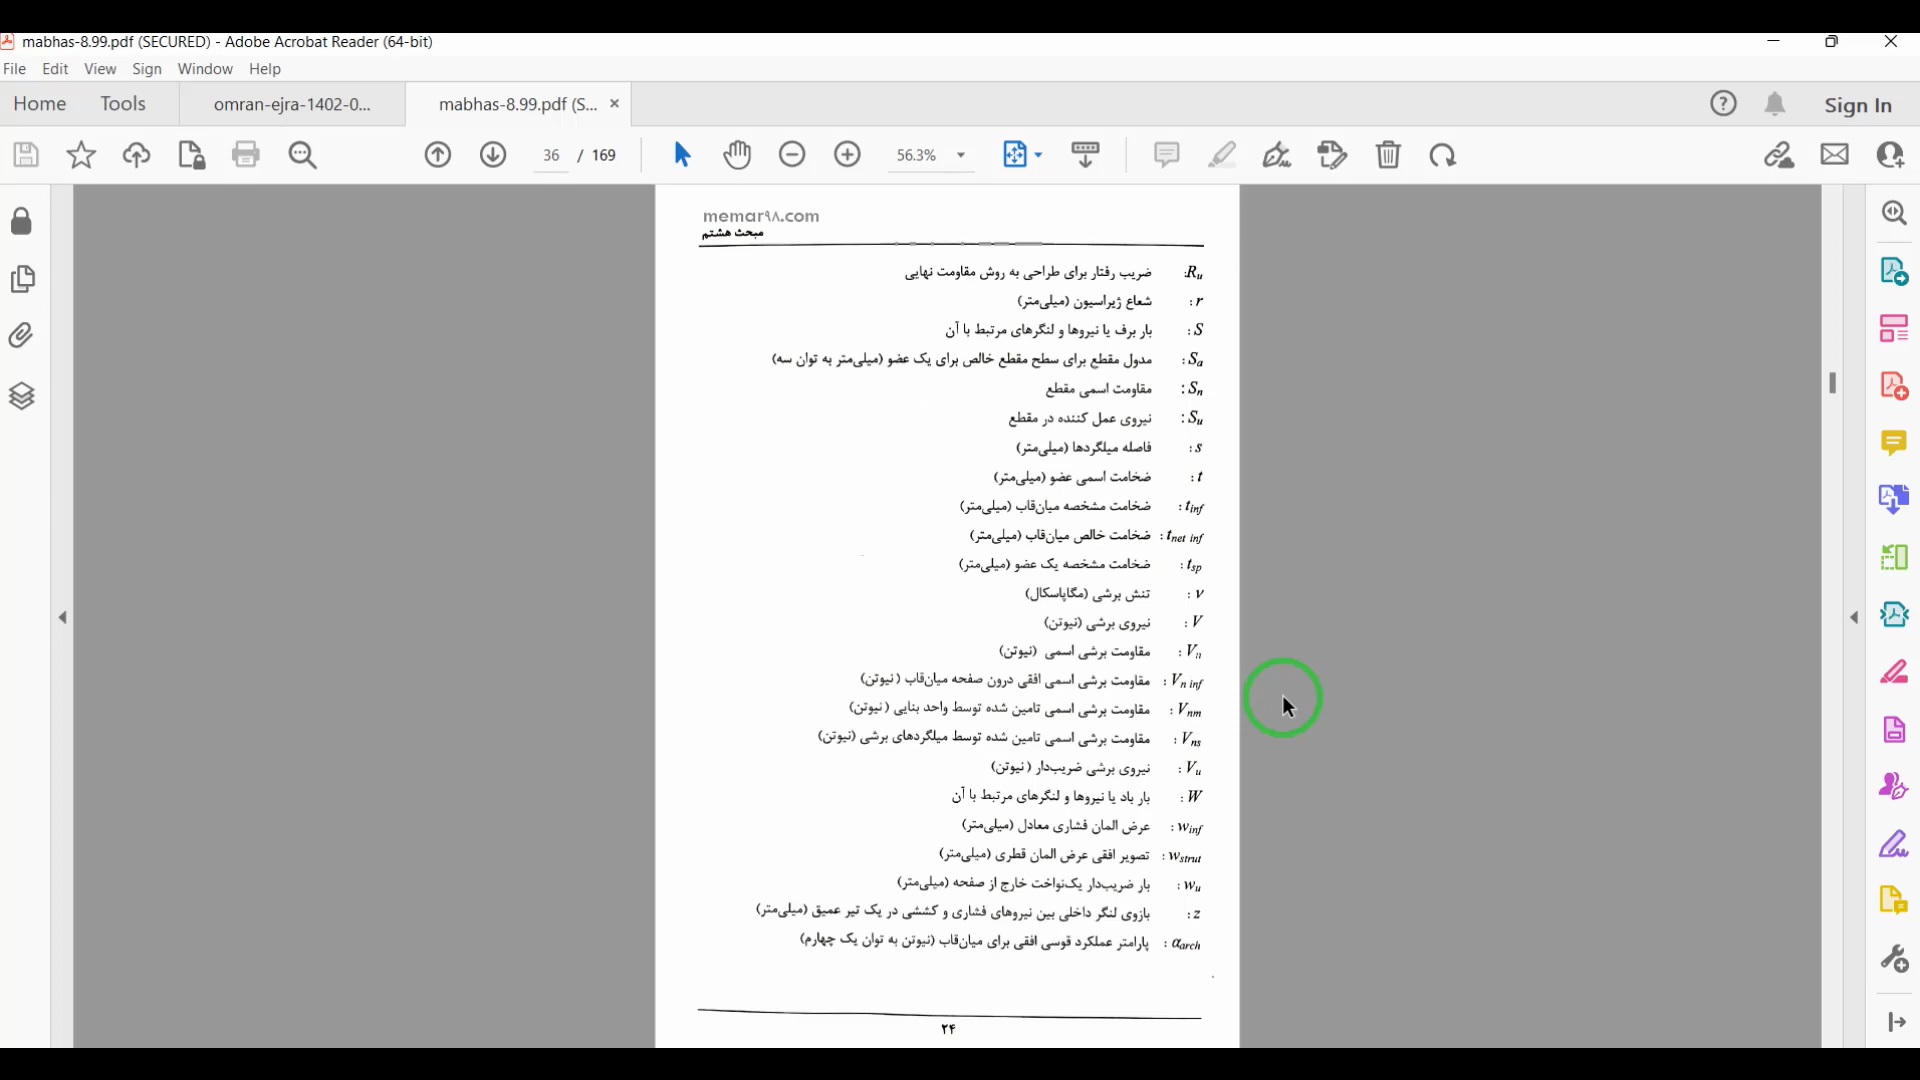 mabhas-8.99.pdf (SECURED) - Adobe Acrobat Reader (64-bit)
File Edit View Sign Window Help
Home Tools omran-ejra-1402-0... mabhas-8.99.pdf (S... Sign In
36 / 169 56.3%
memar۹۸.com
مبحث هشتم
Ru: ضریب رفتار برای طراحی به روش مقاومت نهایی
r: شعاع ژیراسیون (میلی‌متر)
S: بار برف یا نیروها و لنگرهای مرتبط با آن
Sa: مدول مقطع برای سطح مقطع خالص برای یک عضو (میلی‌متر به توان سه)
Sn: مقاومت اسمی مقطع
Su: نیروی عمل کننده در مقطع
s: فاصله میلگردها (میلی‌متر)
t: ضخامت اسمی عضو (میلی‌متر)
tinf: ضخامت مشخصه میان‌قاب (میلی‌متر)
tnet inf: ضخامت خالص میان‌قاب (میلی‌متر)
tsp: ضخامت مشخصه یک عضو (میلی‌متر)
v: تنش برشی (مگاپاسکال)
V: نیروی برشی (نیوتن)
Vn: مقاومت برشی اسمی (نیوتن)
Vn inf: مقاومت برشی اسمی افقی درون صفحه میان‌قاب (نیوتن)
Vnm: مقاومت برشی اسمی تامین شده توسط واحد بنایی (نیوتن)
Vns: مقاومت برشی اسمی تامین شده توسط میلگردهای برشی (نیوتن)
Vu: نیروی برشی ضریب‌دار (نیوتن)
W: بار باد یا نیروها و لنگرهای مرتبط با آن
winf: عرض المان فشاری معادل (میلی‌متر)
wstrut: تصویر افقی عرض المان قطری (میلی‌متر)
wu: بار ضریب‌دار یک‌نواخت خارج از صفحه (میلی‌متر)
z: بازوی لنگر داخلی بین نیروهای فشاری و کششی در یک تیر عمیق (میلی‌متر)
αarch: پارامتر عملکرد قوسی افقی برای میان‌قاب (نیوتن به توان یک چهارم)
۲۴